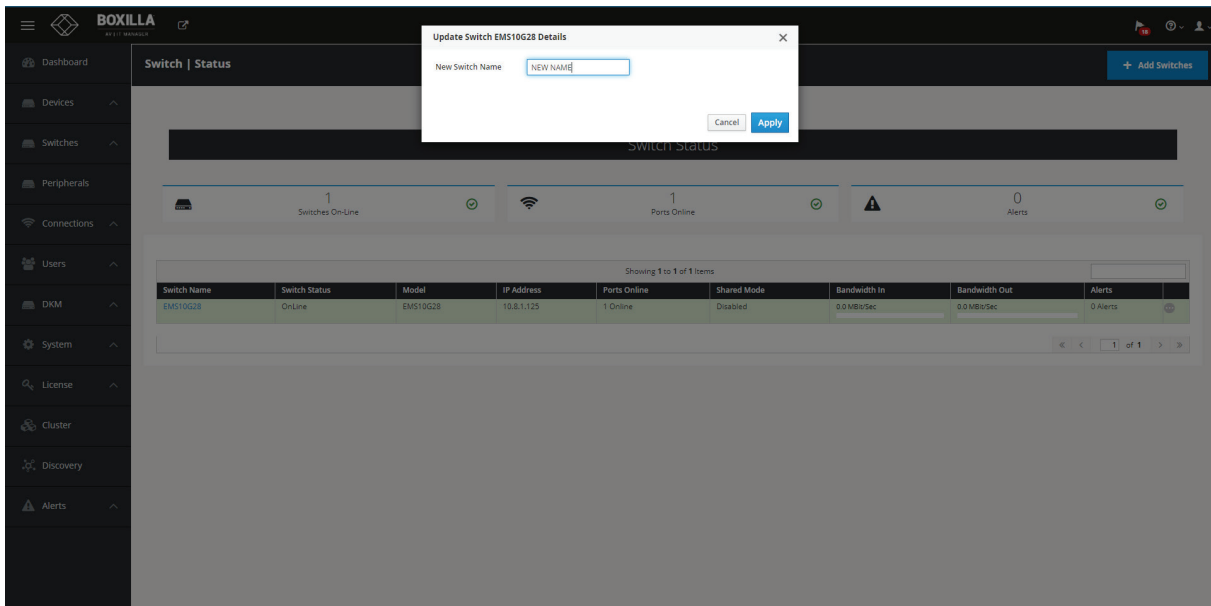 BOXILLA
Update Switch EMS10G28 Details
18
New Switch Name
NEW NAME
Cancel
Apply
Dashboard
Devices
Switches
Peripherals
Connections
Users
DKM
System
License
Cluster
Discovery
Alerts
Switch | Status
+ Add Switches
Switch Status
1
Switches On-Line
1
Ports Online
0
Alerts
Showing 1 to 1 of 1 Items
Switch Name Switch Status Model IP Address Ports Online Shared Mode Bandwidth In Bandwidth Out Alerts
EMS10G28 OnLine EMS10G28 10.8.1.125 1 Online Disabled 0.0 MBit/Sec 0.0 MBit/Sec 0 Alerts
1 of 1